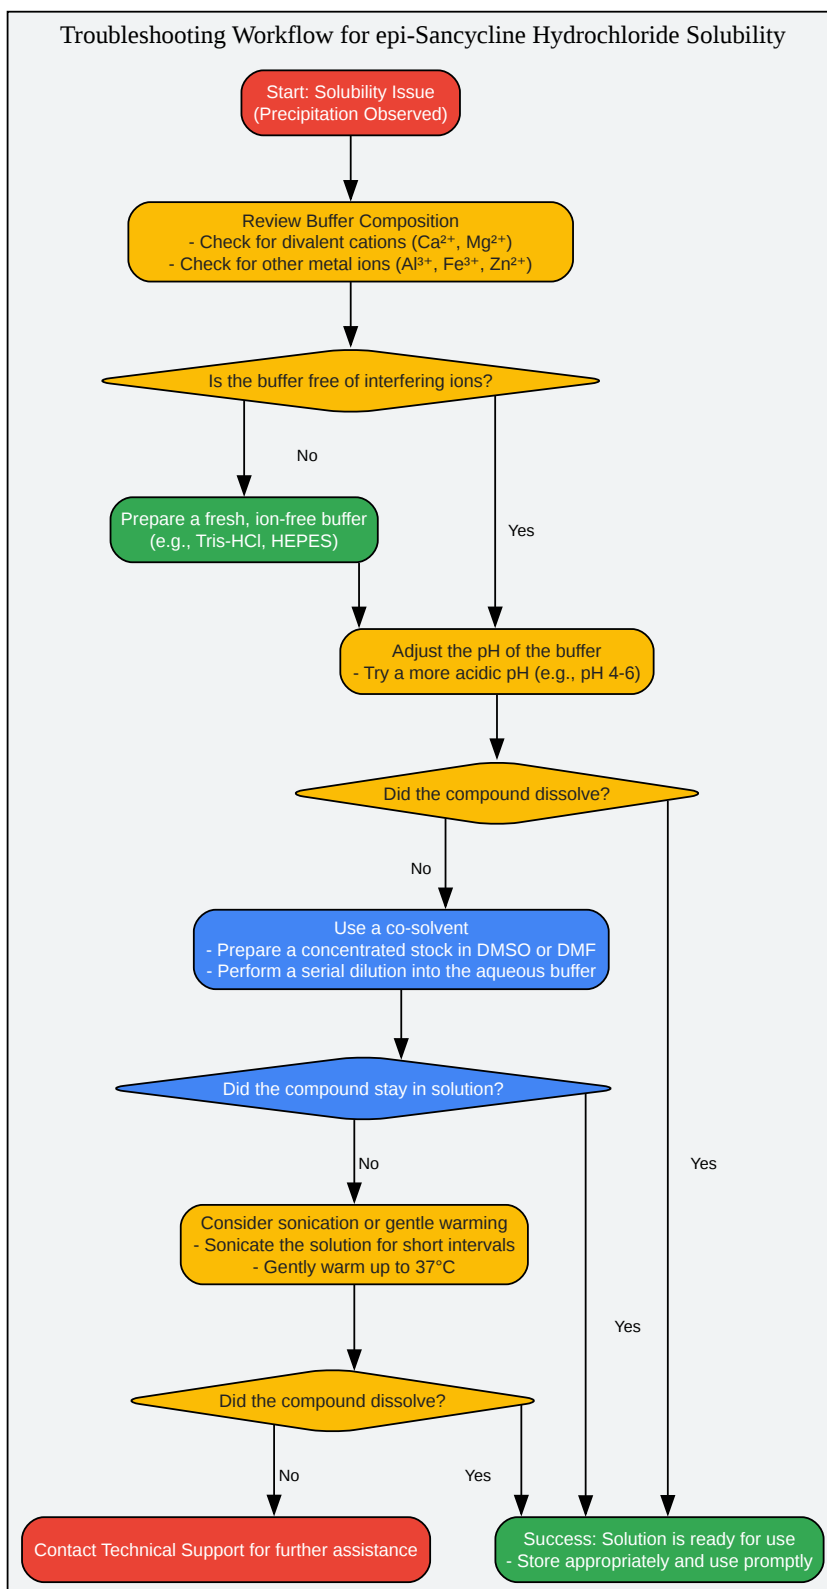 Troubleshooting Workflow for epi-Sancycline Hydrochloride Solubility
Start: Solubility Issue
(Precipitation Observed)
Review Buffer Composition
- Check for divalent cations (Ca²⁺, Mg²⁺)
- Check for other metal ions (Al³⁺, Fe³⁺, Zn²⁺)
Is the buffer free of interfering ions?
No
Prepare a fresh, ion-free buffer
(e.g., Tris-HCl, HEPES)
Yes
Adjust the pH of the buffer
- Try a more acidic pH (e.g., pH 4-6)
Did the compound dissolve?
No
Use a co-solvent
- Prepare a concentrated stock in DMSO or DMF
- Perform a serial dilution into the aqueous buffer
Did the compound stay in solution?
No
Yes
Consider sonication or gentle warming
- Sonicate the solution for short intervals
- Gently warm up to 37°C
Yes
Did the compound dissolve?
No
Yes
Contact Technical Support for further assistance
Success: Solution is ready for use
- Store appropriately and use promptly